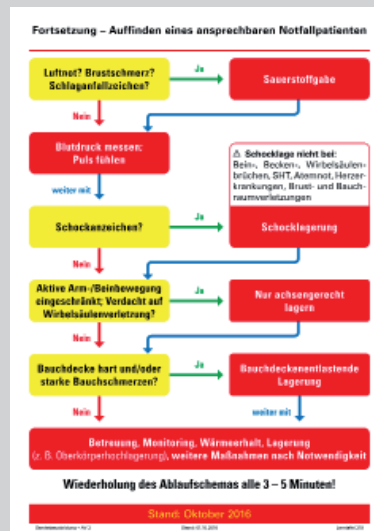 Fortsetzung – Auffinden eines ansprechbaren Notfallpatienten
Luftnot? Brustschmerz?
Schlaganfallzeichen?
Ja
Sauerstoffgabe
Nein
Blutdruck messen:
Puls fühlen
⚠ Schocklage nicht bei:
Bein-, Becken-, Wirbelsäulen-
brüchen, SHT, Atemnot, Herzer-
krankungen, Brust- und Bauch-
raumverletzungen
weiter mit
Schockanzeichen?
Ja
Schocklagerung
Nein
Aktive Arm-/Beinbewegung
eingeschränkt; Verdacht auf
Wirbelsäulenverletzung?
Ja
Nur achsengerecht
lagern
Nein
Bauchdecke hart und/oder
starke Bauchschmerzen?
Ja
Bauchdeckenentlastende
Lagerung
Nein
weiter mit
Betreuung, Monitoring, Wärmeerhalt, Lagerung
(z. B. Oberkörperhochlagerung), weitere Maßnahmen nach Notwendigkeit
Wiederholung des Ablaufschemas alle 3 – 5 Minuten!
Stand: Oktober 2016